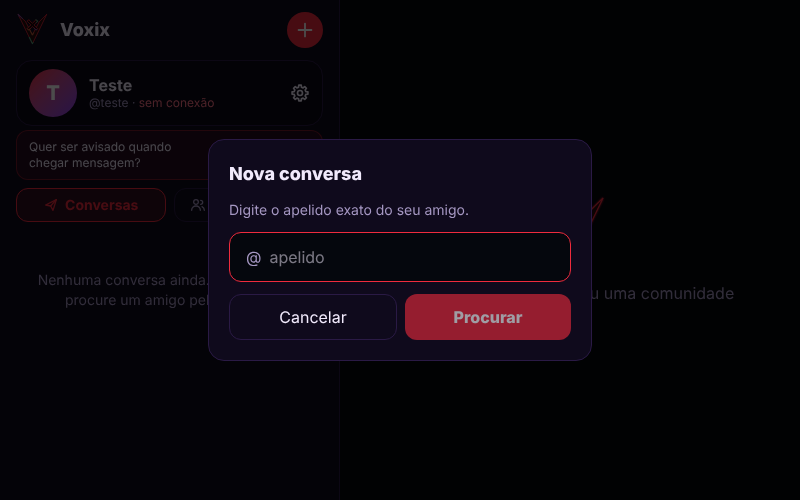 Voxix
T
Teste
@teste · sem conexão
Quer ser avisado quando
chegar mensagem?
Conversas
Nenhuma conversa ainda.
procure um amigo pel
u uma comunidade
Nova conversa
Digite o apelido exato do seu amigo.
@ apelido
Cancelar
Procurar